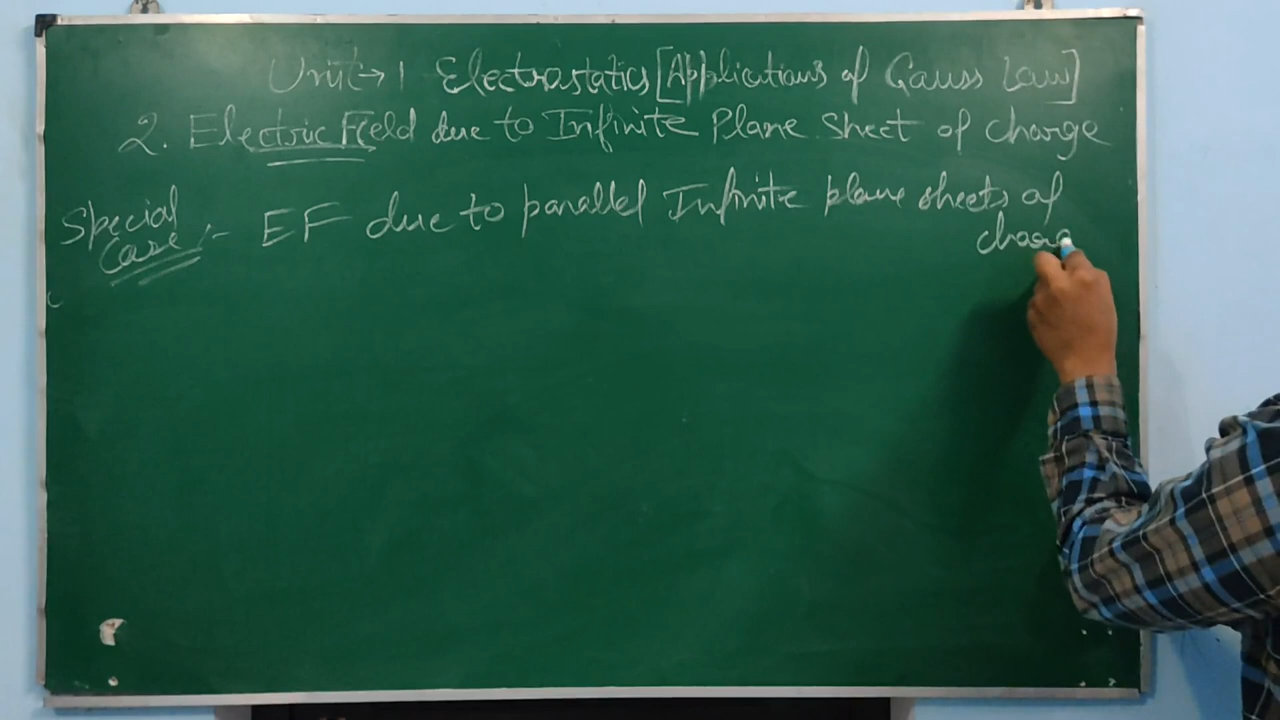 Unit→1 Electrostatics [Applications of Gauss Law]
2. Electric Field due to Infinite Plane Sheet of charge
Special Case :- EF due to parallel Infinite plane sheets of
charg